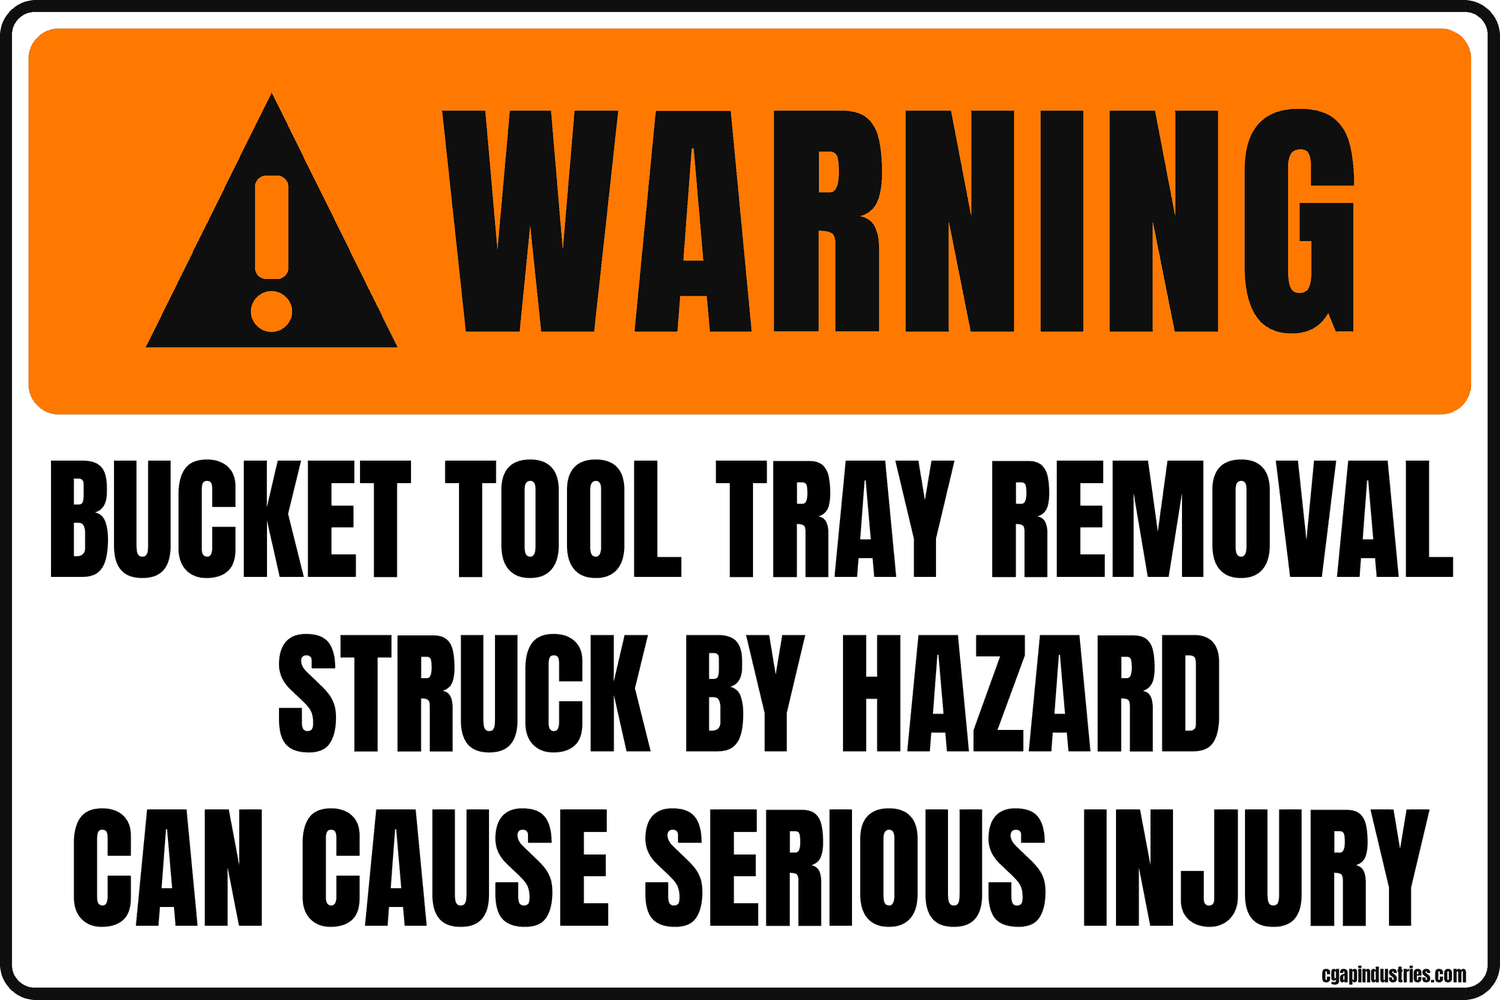 WARNING
BUCKET TOOL TRAY REMOVAL
STRUCK BY HAZARD
CAN CAUSE SERIOUS INJURY
cgapindustries.com